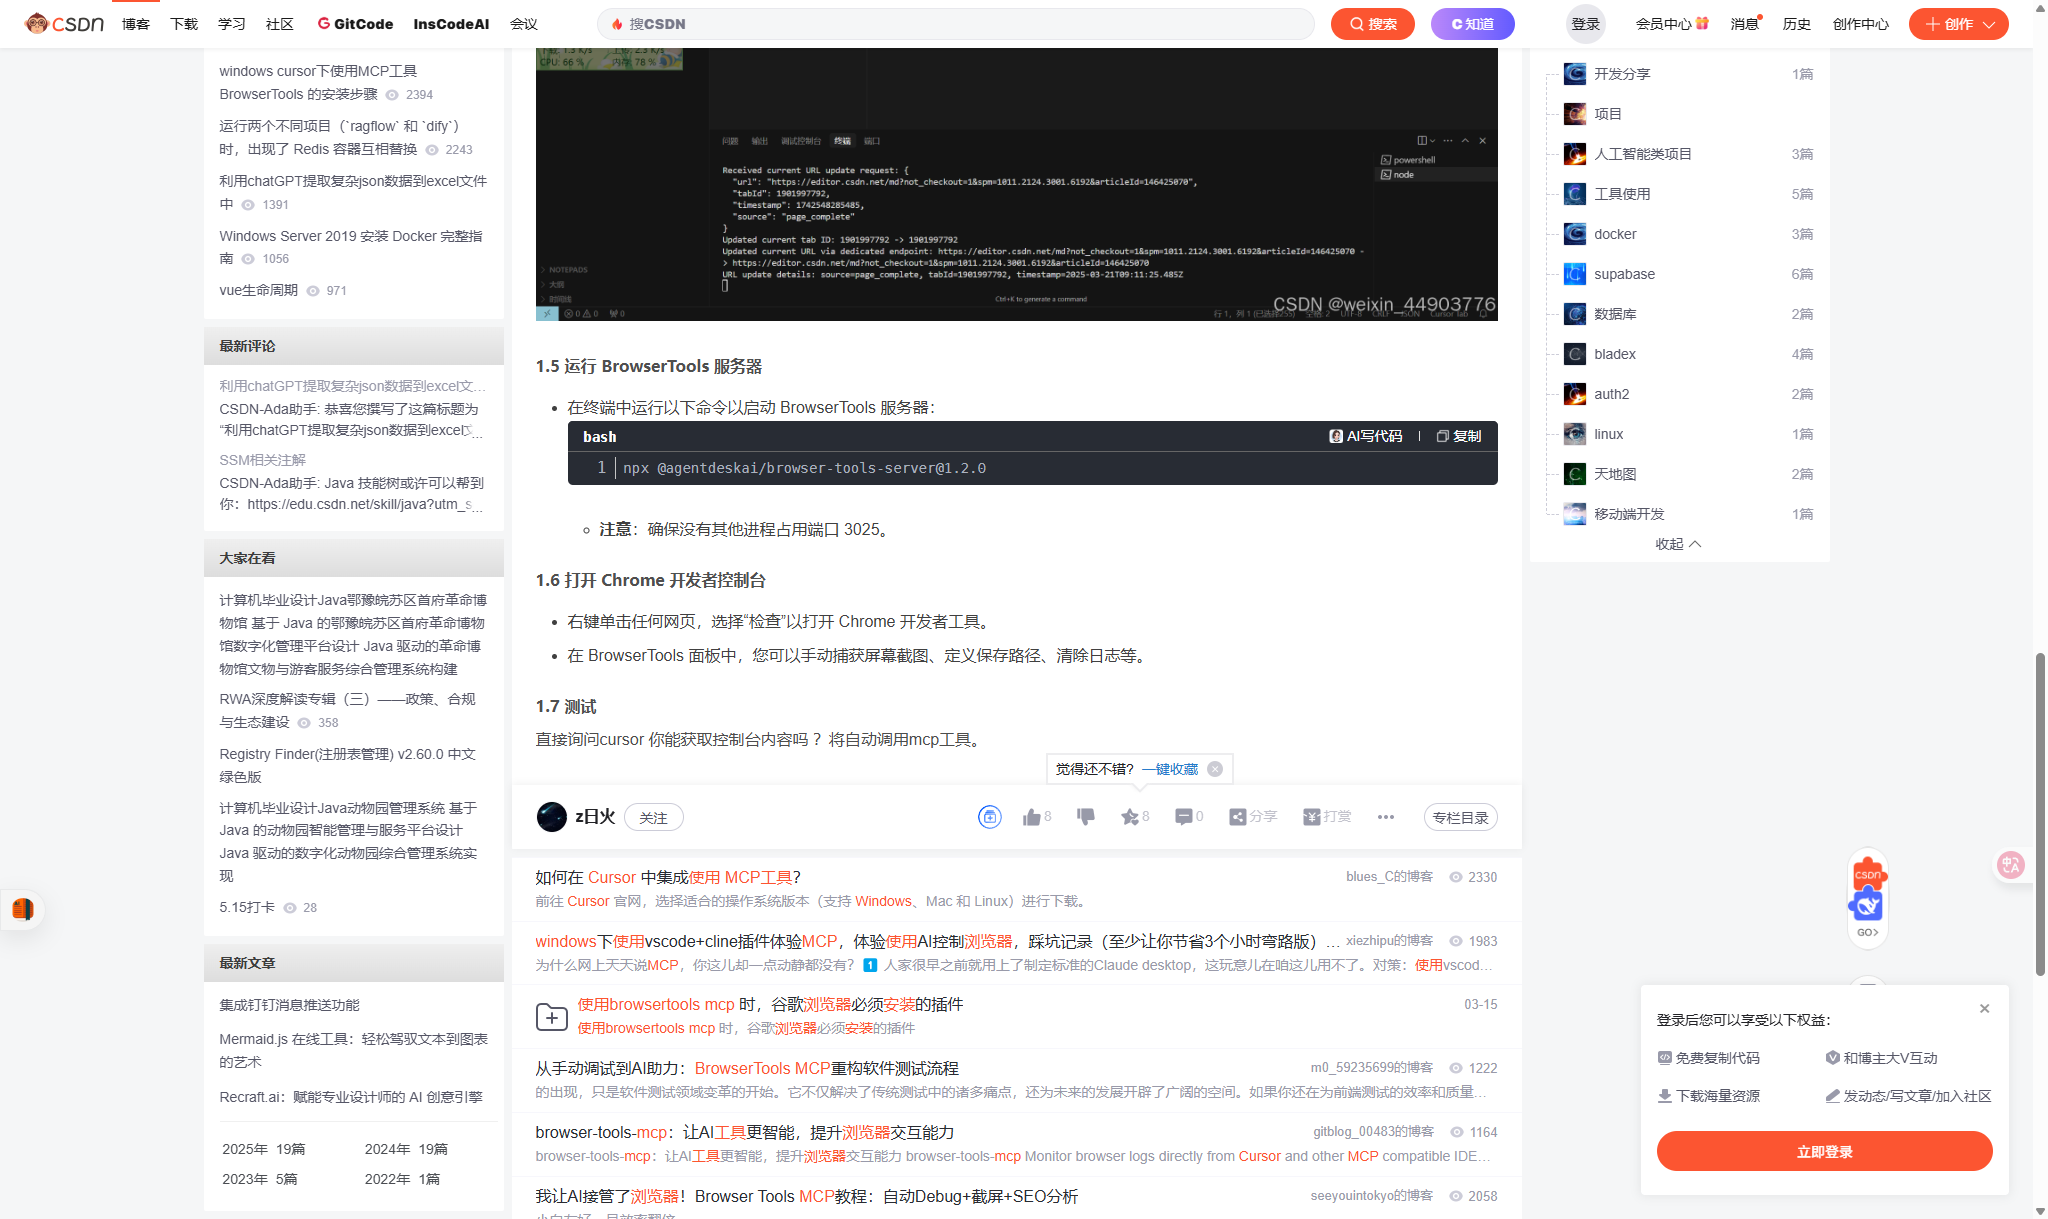 CSDN 博客 下载 学习 社区 GitCode InsCodeAI 会议 搜CSDN 搜索 C 知道 登录 会员中心 消息 历史 创作中心 创作
windows cursor下使用MCP工具
BrowserTools 的安装步骤 2394
运行两个不同项目（`ragflow` 和 `dify`）
时，出现了 Redis 容器互相替换 2243
利用chatGPT提取复杂json数据到excel文件
中 1391
Windows Server 2019 安装 Docker 完整指
南 1056
vue生命周期 971
最新评论
利用chatGPT提取复杂json数据到excel文...
CSDN-Ada助手: 恭喜您撰写了这篇标题为
“利用chatGPT提取复杂json数据到excel文...
SSM相关注解
CSDN-Ada助手: Java 技能树或许可以帮到
你：https://edu.csdn.net/skill/java?utm_s...
大家在看
计算机毕业设计Java鄂豫皖苏区首府革命博
物馆 基于 Java 的鄂豫皖苏区首府革命博物
馆数字化管理平台设计 Java 驱动的革命博
物馆文物与游客服务综合管理系统构建
RWA深度解读专辑（三）——政策、合规
与生态建设 358
Registry Finder(注册表管理) v2.60.0 中文
绿色版
计算机毕业设计Java动物园管理系统 基于
Java 的动物园智能管理与服务平台设计
Java 驱动的数字化动物园综合管理系统实
现
5.15打卡 28
最新文章
集成钉钉消息推送功能
Mermaid.js 在线工具：轻松驾驭文本到图表
的艺术
Recraft.ai：赋能专业设计师的 AI 创意引擎
2025年 19篇 2024年 19篇
2023年 5篇 2022年 1篇
CPU: 66 % 内存: 78 %
问题 输出 调试控制台 终端 端口
powershell
node
Received current URL update request: {
"url": "https://editor.csdn.net/md?not_checkout=1&spm=1011.2124.3001.6192&articleId=146425070",
"tabId": 1901997792,
"timestamp": 1742548285485,
"source": "page_complete"
}
Updated current tab ID: 1901997792 -> 1901997792
Updated current URL via dedicated endpoint: https://editor.csdn.net/md?not_checkout=1&spm=1011.2124.3001.6192&articleId=146425070 -
> https://editor.csdn.net/md?not_checkout=1&spm=1011.2124.3001.6192&articleId=146425070
URL update details: source=page_complete, tabId=1901997792, timestamp=2025-03-21T09:11:25.485Z
NOTEPADS
大纲
时间线
Ctrl+K to generate a command
CSDN @weixin_44903776
1.5 运行 BrowserTools 服务器
在终端中运行以下命令以启动 BrowserTools 服务器：
bash AI写代码 复制
1 npx @agentdeskai/browser-tools-server@1.2.0
注意：确保没有其他进程占用端口 3025。
1.6 打开 Chrome 开发者控制台
右键单击任何网页，选择“检查”以打开 Chrome 开发者工具。
在 BrowserTools 面板中，您可以手动捕获屏幕截图、定义保存路径、清除日志等。
1.7 测试
直接询问cursor 你能获取控制台内容吗 ？将自动调用mcp工具。
觉得还不错? 一键收藏
z日火 关注 8 8 0 分享 打赏 ••• 专栏目录
如何在 Cursor 中集成使用 MCP工具? blues_C的博客 2330
前往 Cursor 官网，选择适合的操作系统版本（支持 Windows、Mac 和 Linux）进行下载。
windows下使用vscode+cline插件体验MCP，体验使用AI控制浏览器，踩坑记录（至少让你节省3个小时弯路版）... xiezhipu的博客 1983
为什么网上天天说MCP，你这儿却一点动静都没有？ 1 人家很早之前就用上了制定标准的Claude desktop，这玩意儿在咱这儿用不了。对策：使用vscod...
使用browsertools mcp 时，谷歌浏览器必须安装的插件 03-15
使用browsertools mcp 时，谷歌浏览器必须安装的插件
从手动调试到AI助力：BrowserTools MCP重构软件测试流程 m0_59235699的博客 1222
的出现，只是软件测试领域变革的开始。它不仅解决了传统测试中的诸多痛点，还为未来的发展开辟了广阔的空间。如果你还在为前端测试的效率和质量...
browser-tools-mcp：让AI工具更智能，提升浏览器交互能力 gitblog_00483的博客 1164
browser-tools-mcp：让AI工具更智能，提升浏览器交互能力 browser-tools-mcp Monitor browser logs directly from Cursor and other MCP compatible IDE...
我让AI接管了浏览器！Browser Tools MCP教程：自动Debug+截屏+SEO分析 seeyouintokyo的博客 2058
开发分享 1篇
项目
人工智能类项目 3篇
工具使用 5篇
docker 3篇
supabase 6篇
数据库 2篇
bladex 4篇
auth2 2篇
linux 1篇
天地图 2篇
移动端开发 1篇
收起
CSDN
GO>
登录后您可以享受以下权益：
免费复制代码 和博主大V互动
下载海量资源 发动态/写文章/加入社区
立即登录